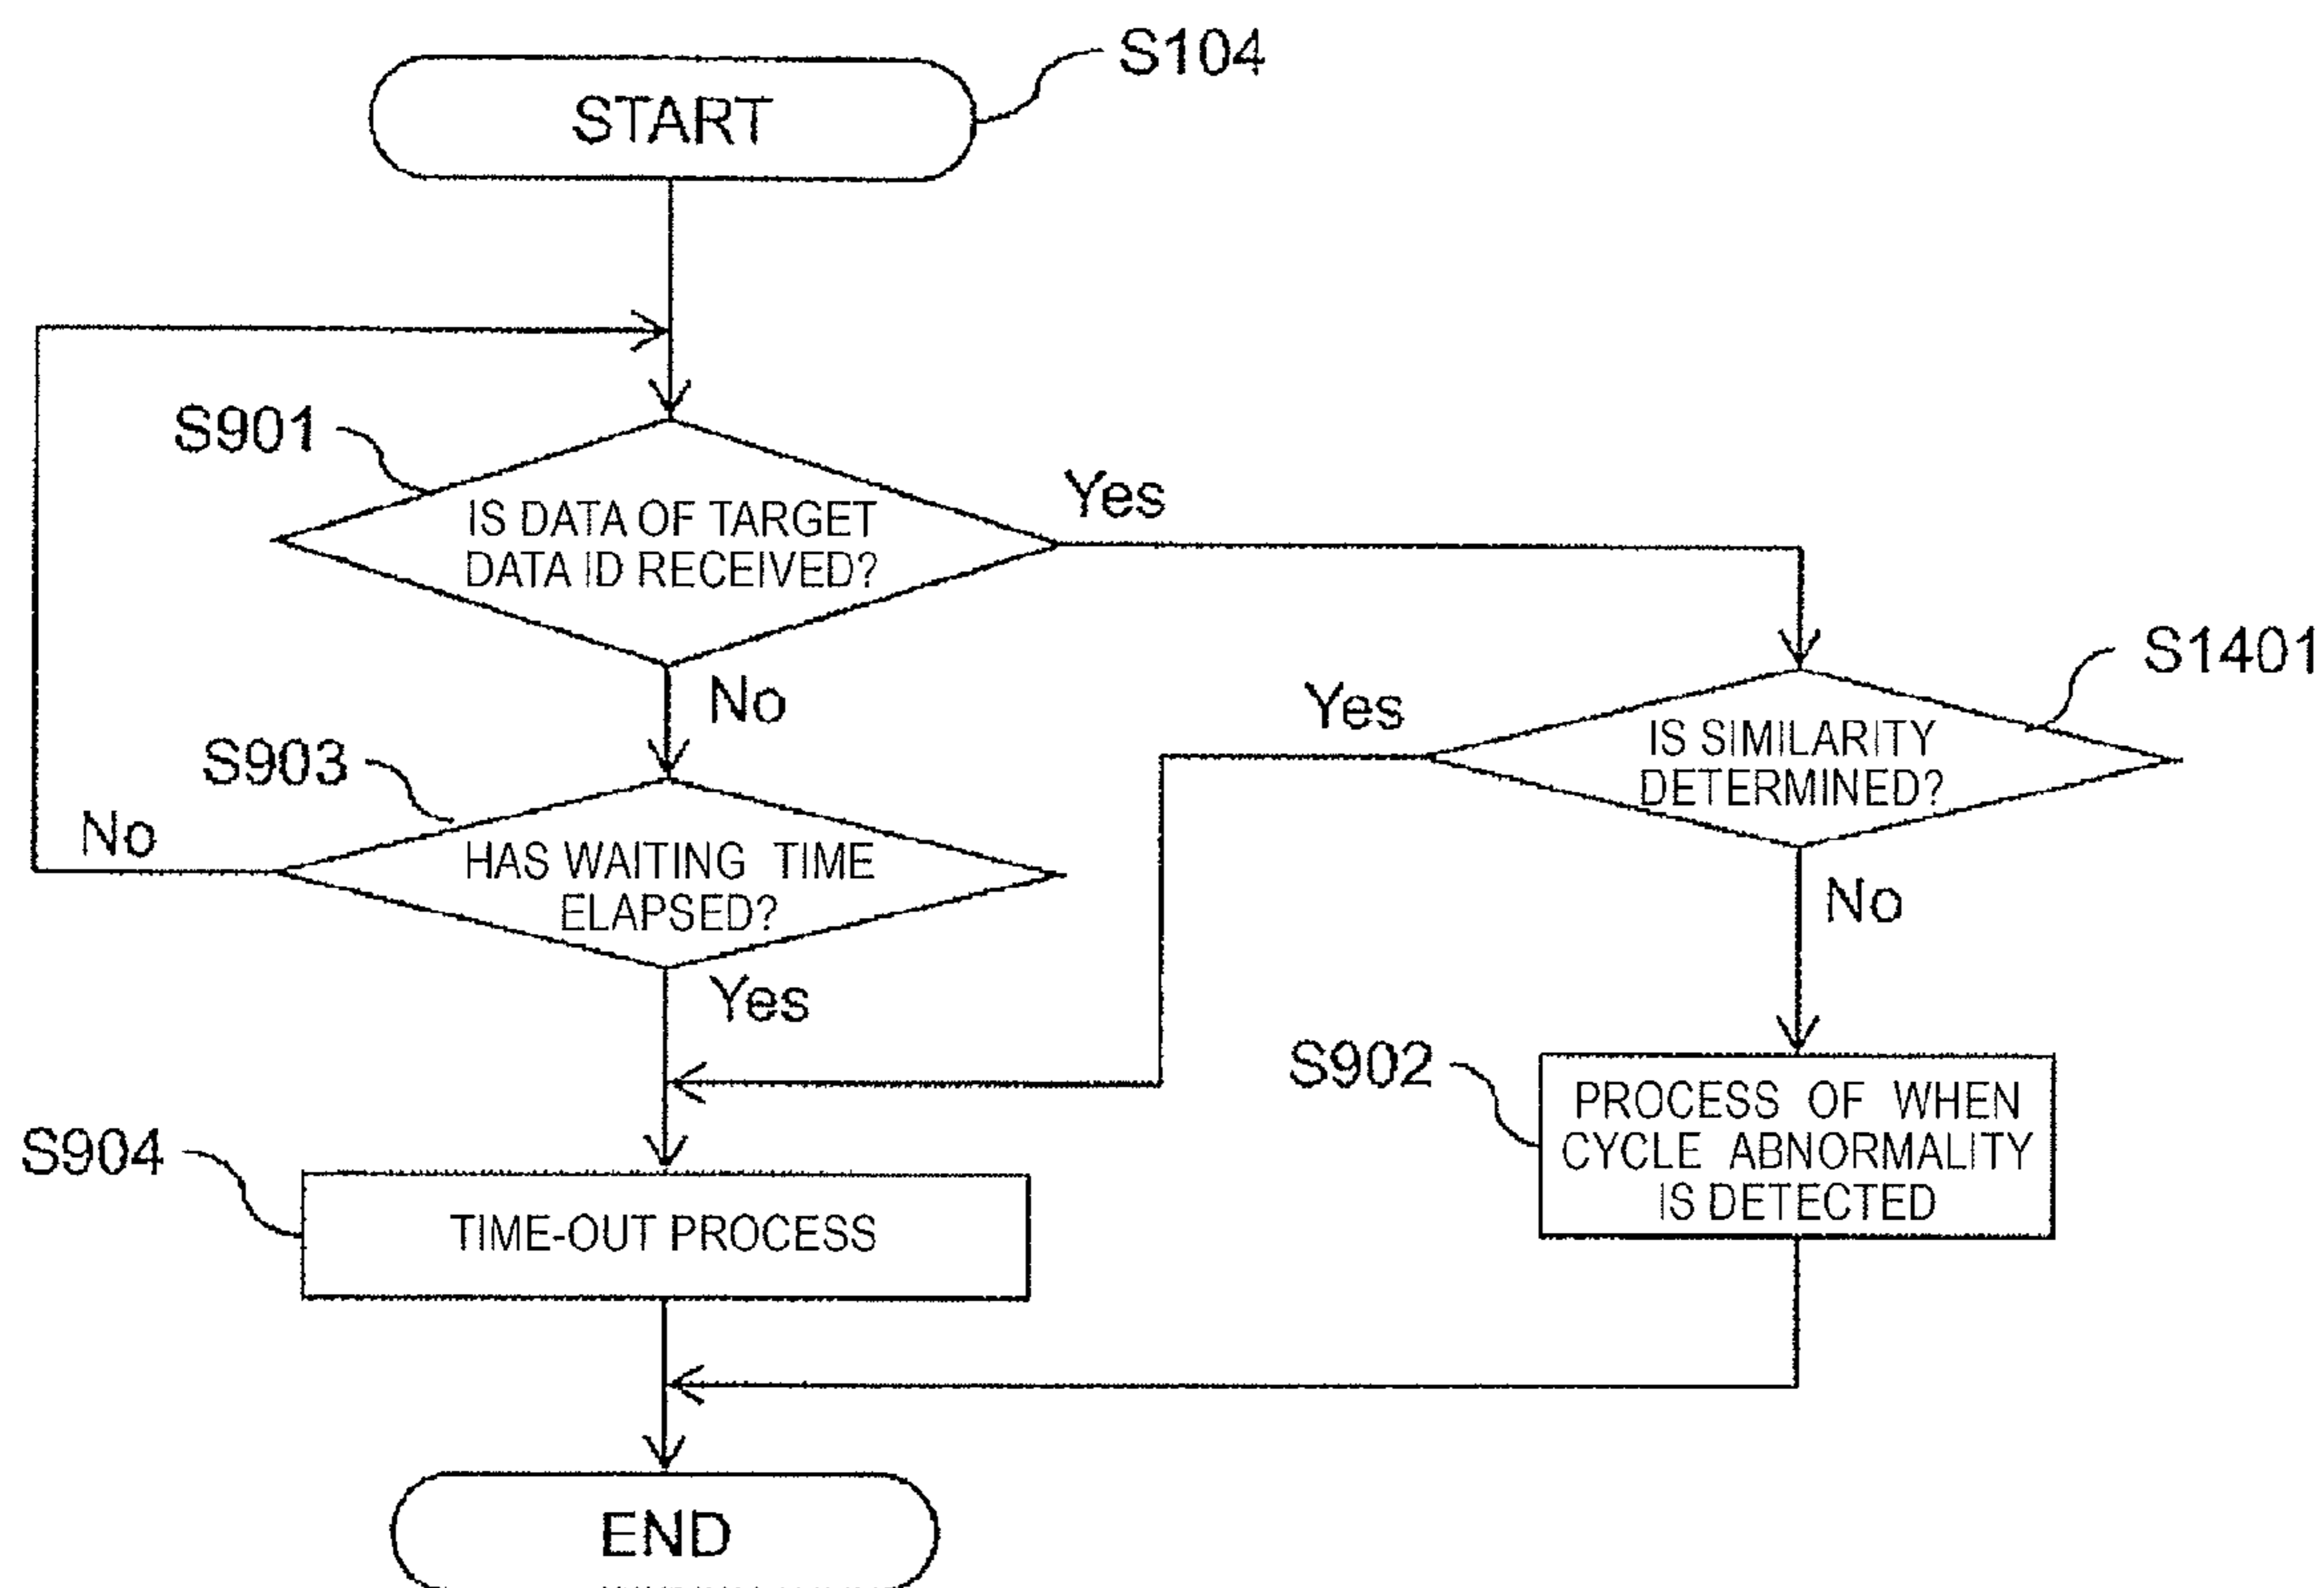 S104
START
S901
IS DATA OF TARGET
DATA ID RECEIVED?
Yes
No
S1401
IS SIMILARITY
DETERMINED?
Yes
No
S903
HAS WAITING TIME
ELAPSED?
No
Yes
S902
PROCESS OF WHEN
CYCLE ABNORMALITY
IS DETECTED
S904
TIME-OUT PROCESS
END